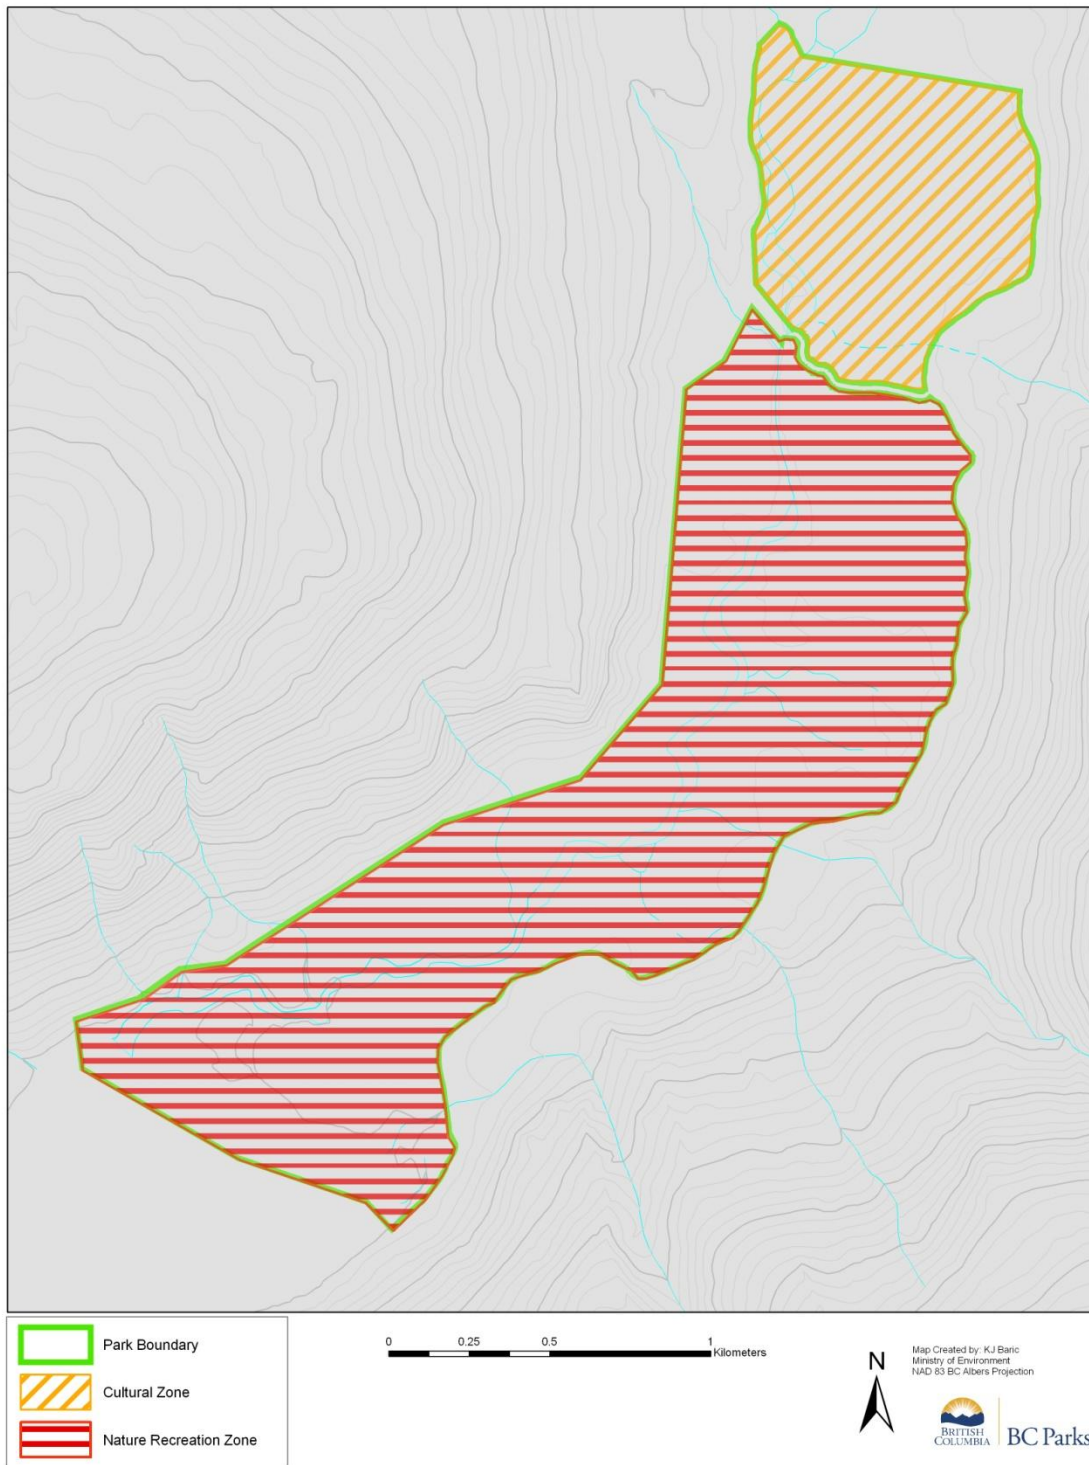 Park Boundary
Cultural Zone
Nature Recreation Zone
0 0.25 0.5 1
Kilometers
N
Map Created by: KJ Baric
Ministry of Environment
NAD 83 BC Albers Projection
BRITISH
COLUMBIA
BC Parks